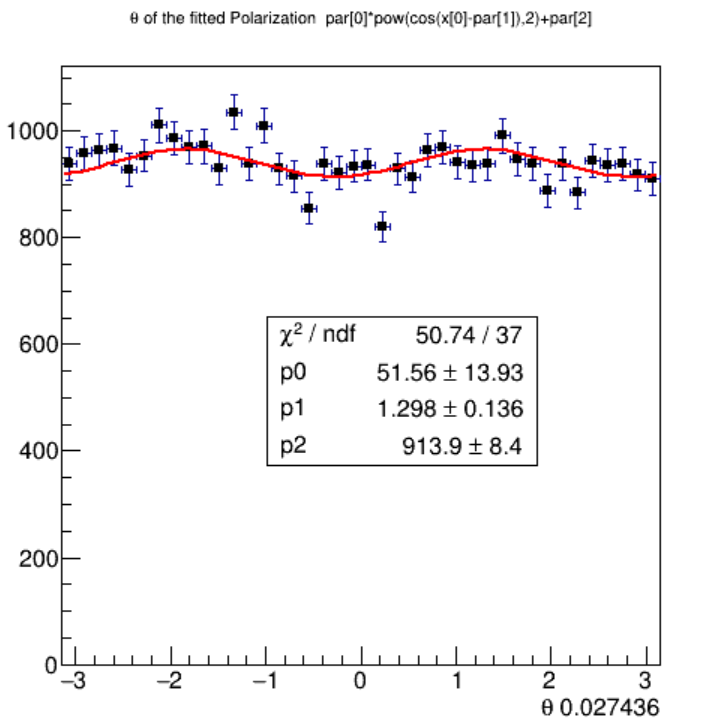 θ of the fitted Polarization par[0]*pow(cos(x[0]-par[1]),2)+par[2]
1000
800
600
400
200
0
χ² / ndf 50.74 / 37
p0 51.56 ± 13.93
p1 1.298 ± 0.136
p2 913.9 ± 8.4
−3 −2 −1 0 1 2 3
θ 0.027436